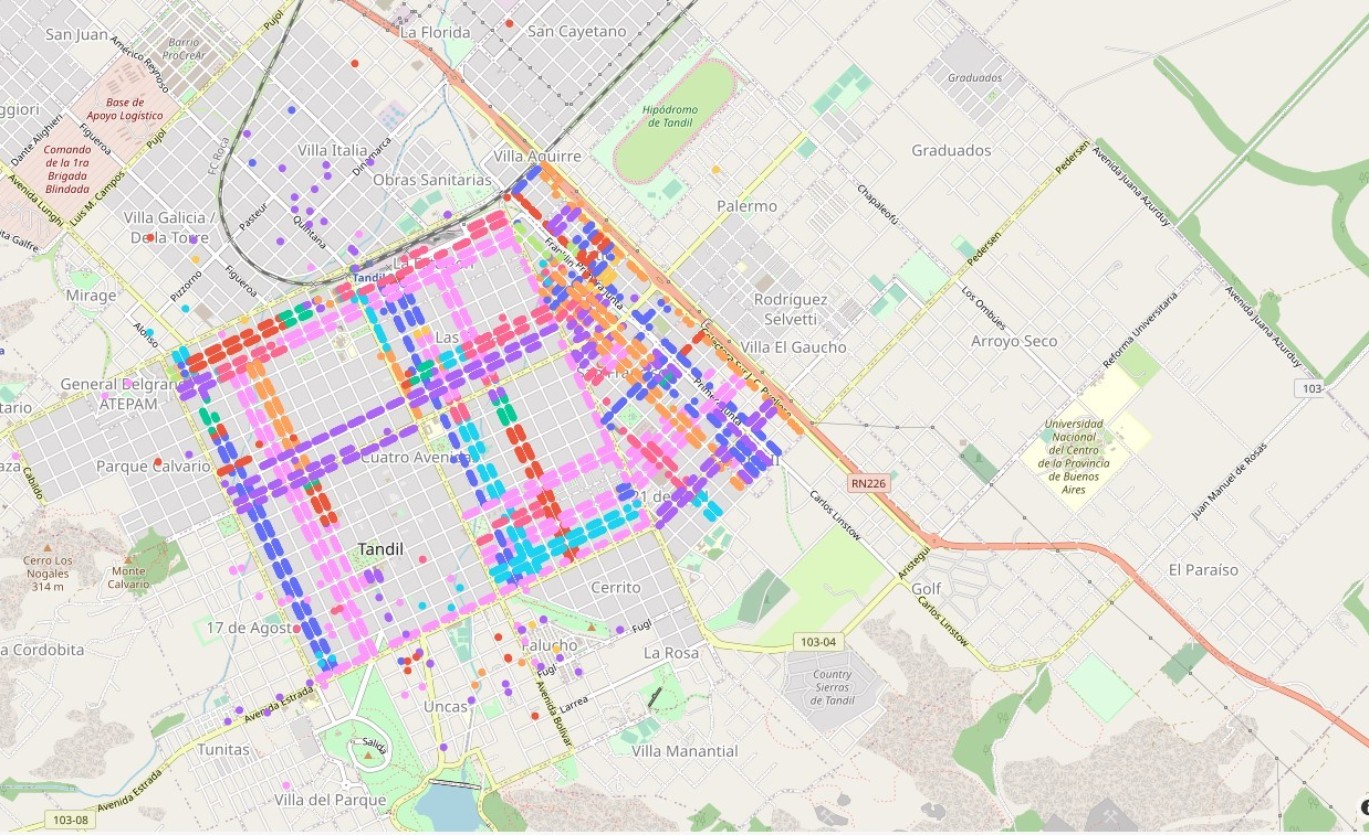 San Juan
Américo Reynoso
Barrio
ProCreAr
Pujol
La Florida
San Cayetano
Graduados
Base de
Apoyo Logístico
Hipódromo
de Tandil
Dante Alighieri
Figueroa
Pujol
FC Roca
Comando
de la 1ra
Brigada
Blindada
Villa Italia
Dinamarca
Villa Aguirre
Graduados
Pedersen
Avenida Juana Azurduy
Obras Sanitarias
Avenida Lunghi
Luis M. Campos
Palermo
Chapaleofú
Villa Galicia /
De la Torre
Pasteur
Quintana
Pedersen
Pizzorno
Figueroa
Tandil
Mirage
Alonso
Los Ombúes
Rodríguez
Selvetti
Reforma Universitaria
Avenida Juana Azurduy
Las
Villa El Gaucho
Arroyo Seco
General Belgrano
ATEPAM
103
Parque Calvario
Cuatro Avenidas
Cabildo
Universidad
Nacional
del Centro
de la Provincia
de Buenos
Aires
RN226
Juan Manuel de Rosas
Carlos Linstow
21 de
Tandil
Cerro Los
Nogales
314 m
Monte
Calvario
Aristegui
El Paraíso
Cerrito
Golf
Carlos Linstow
17 de Agosto
a Cordobita
Falucho
Fugl
Fugl
La Rosa
103-04
Country
Sierras
de Tandil
Avenida Estrada
Uncas
Larrea
Avenida Bolívar
Tunitas
Salida
Villa Manantial
Avenida Estrada
Villa del Parque
103-08